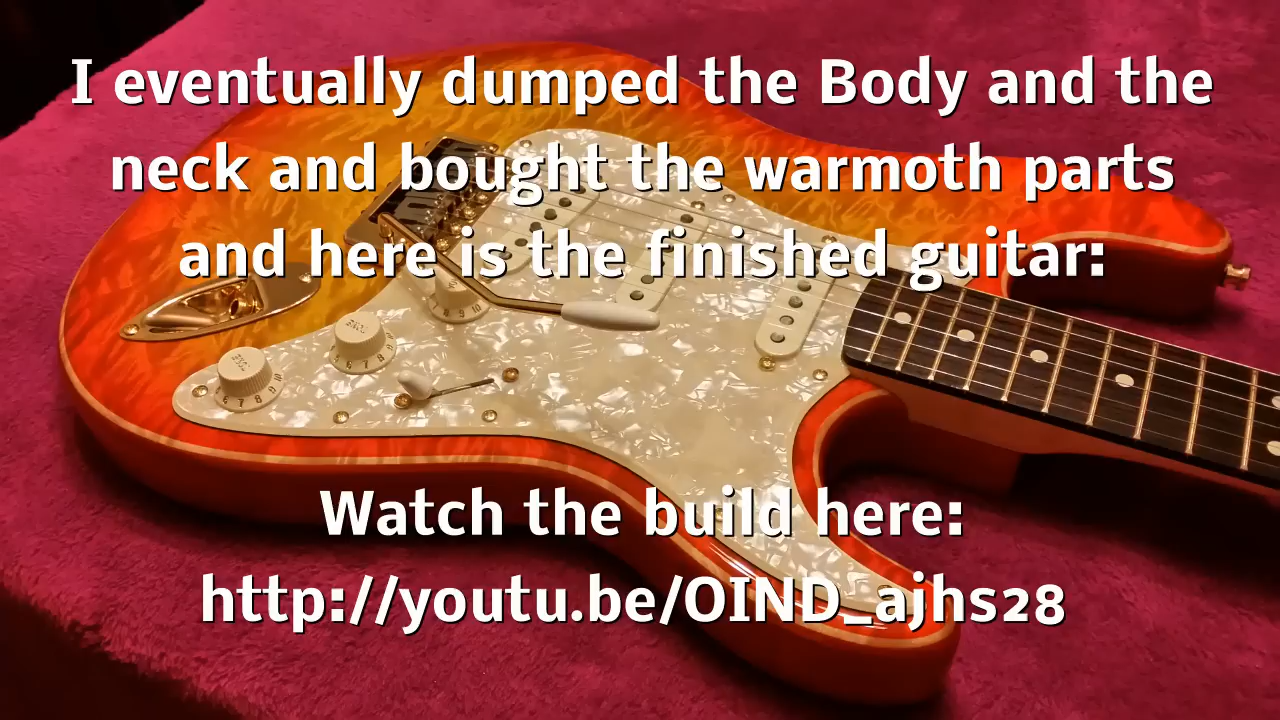 I eventually dumped the Body and the
neck and bought the warmoth parts
and here is the finished guitar:
Watch the build here:
http://youtu.be/OIND_ajhs28